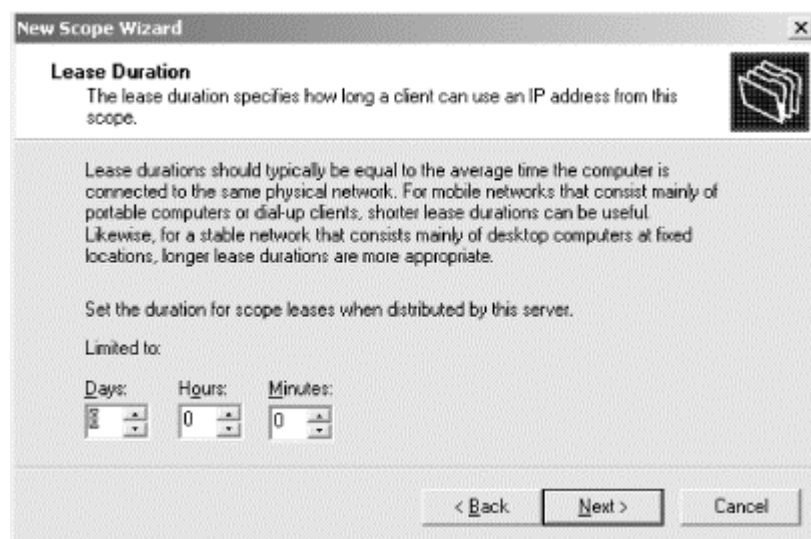 New Scope Wizard
Lease Duration
The lease duration specifies how long a client can use an IP address from this
scope.
Lease durations should typically be equal to the average time the computer is
connected to the same physical network. For mobile networks that consist mainly of
portable computers or dial-up clients, shorter lease durations can be useful.
Likewise, for a stable network that consists mainly of desktop computers at fixed
locations, longer lease durations are more appropriate.
Set the duration for scope leases when distributed by this server.
Limited to:
Days: Hours: Minutes:
0 0
< Back Next > Cancel